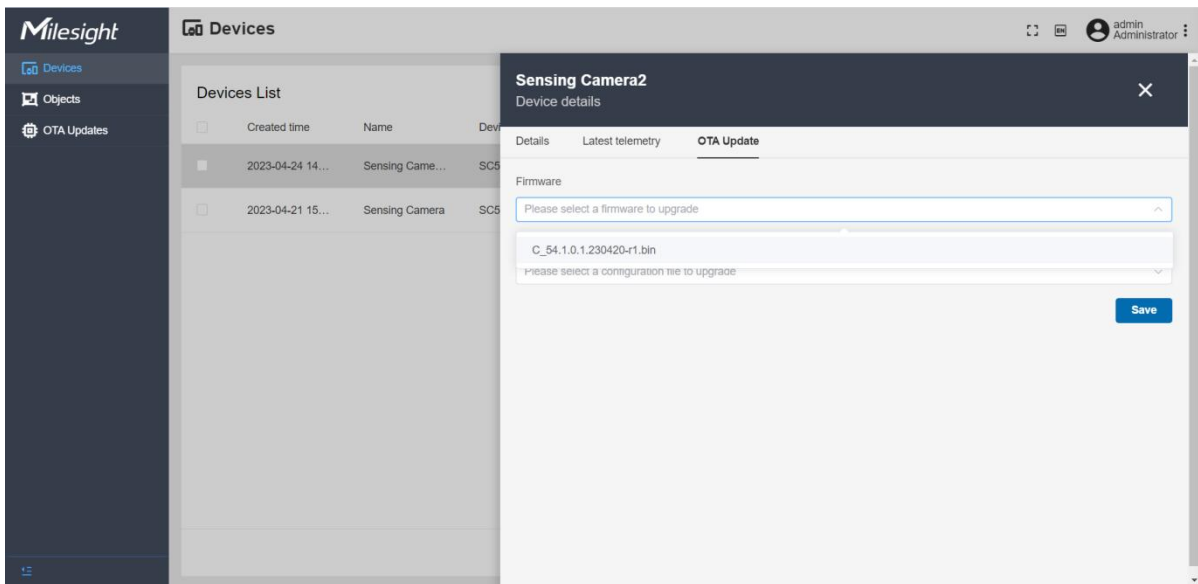 Milesight
Devices
Objects
OTA Updates
Devices
EN
admin
Administrator
Devices List
Created time Name Devi
2023-04-24 14... Sensing Came... SC5
2023-04-21 15... Sensing Camera SC5
Sensing Camera2
Device details
Details Latest telemetry OTA Update
Firmware
Please select a firmware to upgrade
C_54.1.0.1.230420-r1.bin
Please select a configuration file to upgrade
Save